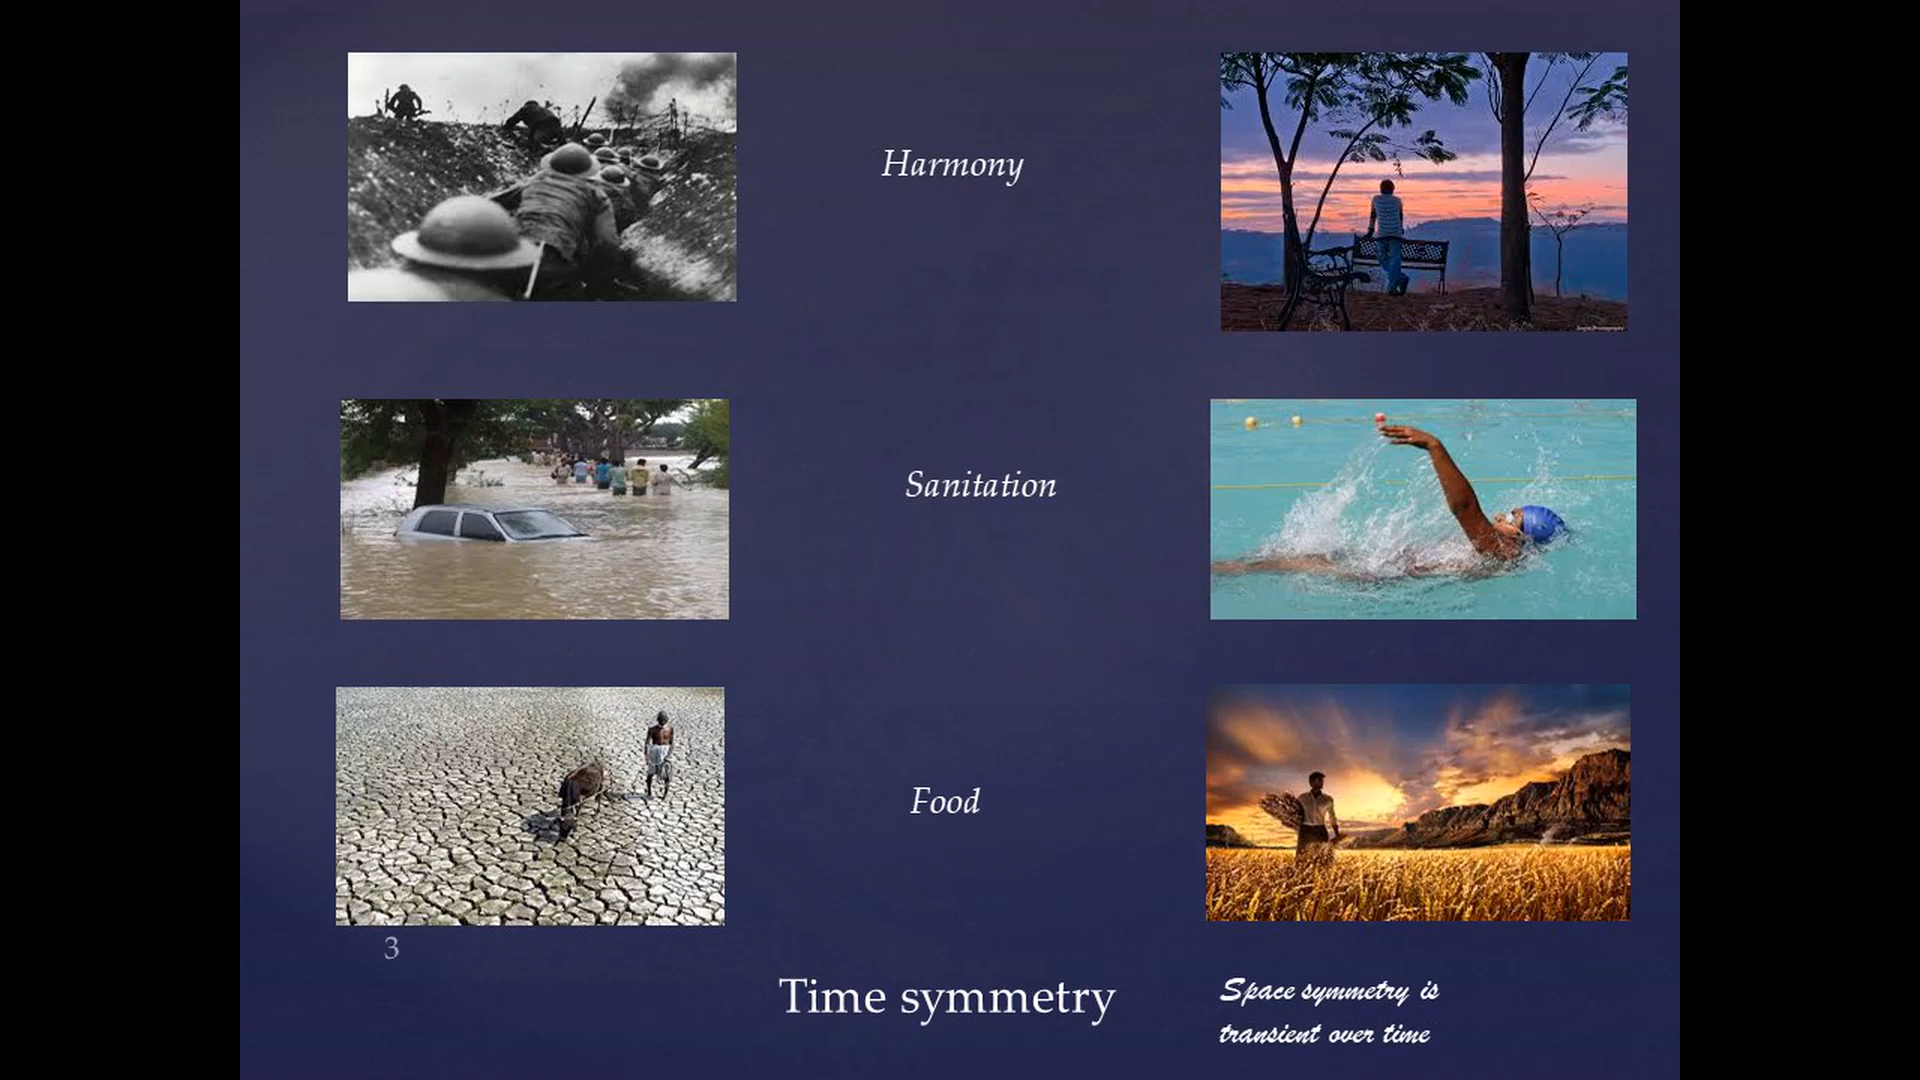 Harmony
Sanitation
Food
3
Time symmetry
Space symmetry is
transient over time